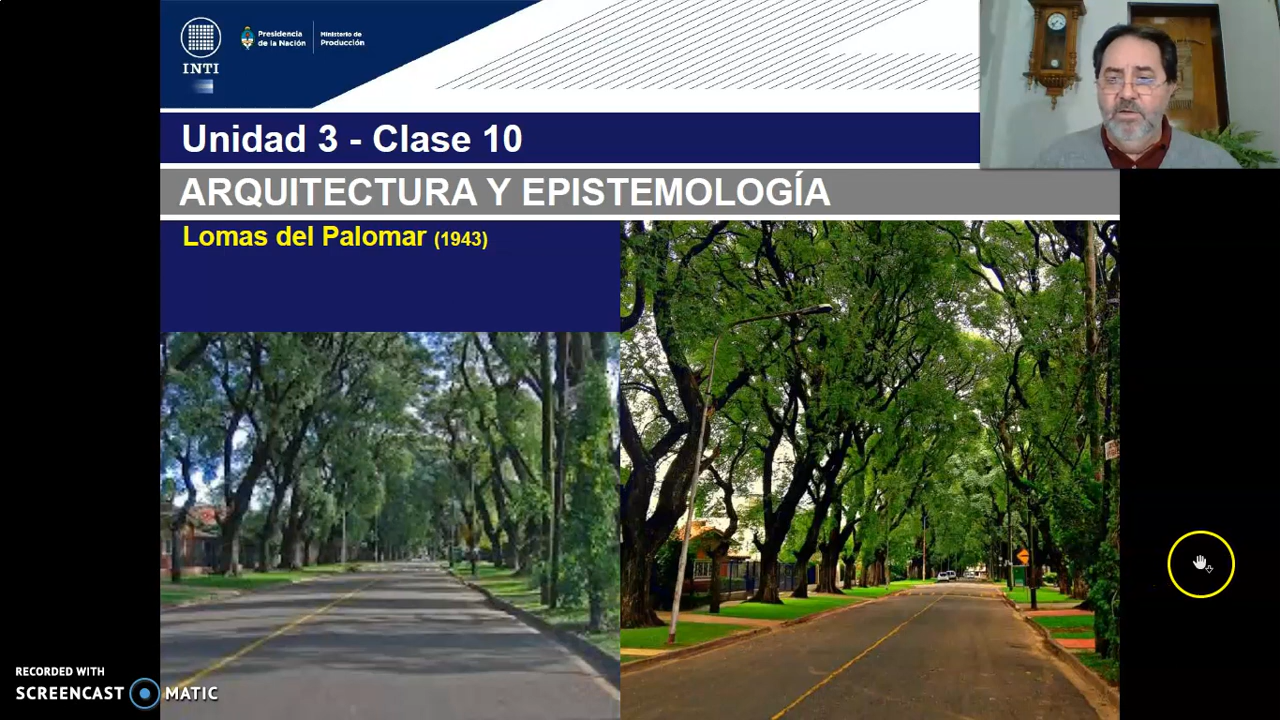 INTI
Presidencia
de la Nación
Ministerio de
Producción
Unidad 3 - Clase 10
ARQUITECTURA Y EPISTEMOLOGÍA
Lomas del Palomar (1943)
RECORDED WITH
SCREENCAST MATIC